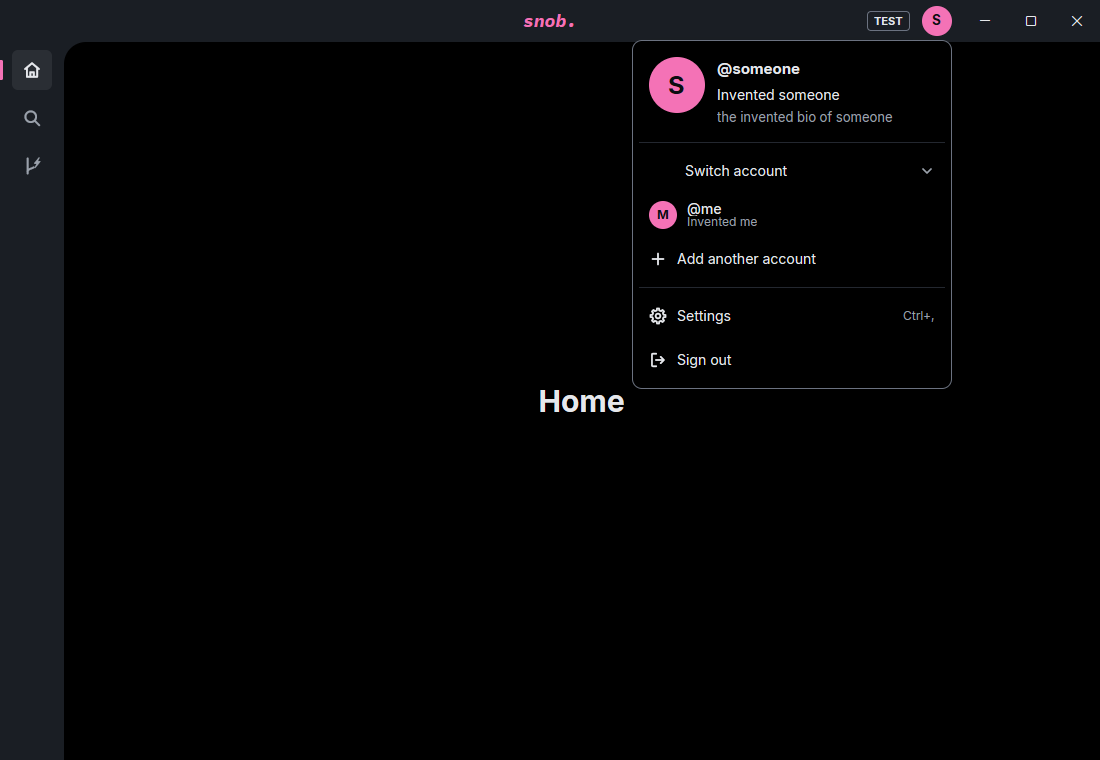 snob.
TEST
S
S
@someone
Invented someone
the invented bio of someone
Switch account
M
@me
Invented me
Add another account
Settings
Ctrl+,
Sign out
Home